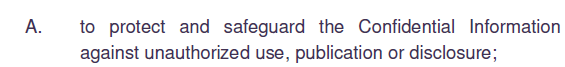 A. to protect and safeguard the Confidential Information
against unauthorized use, publication or disclosure;